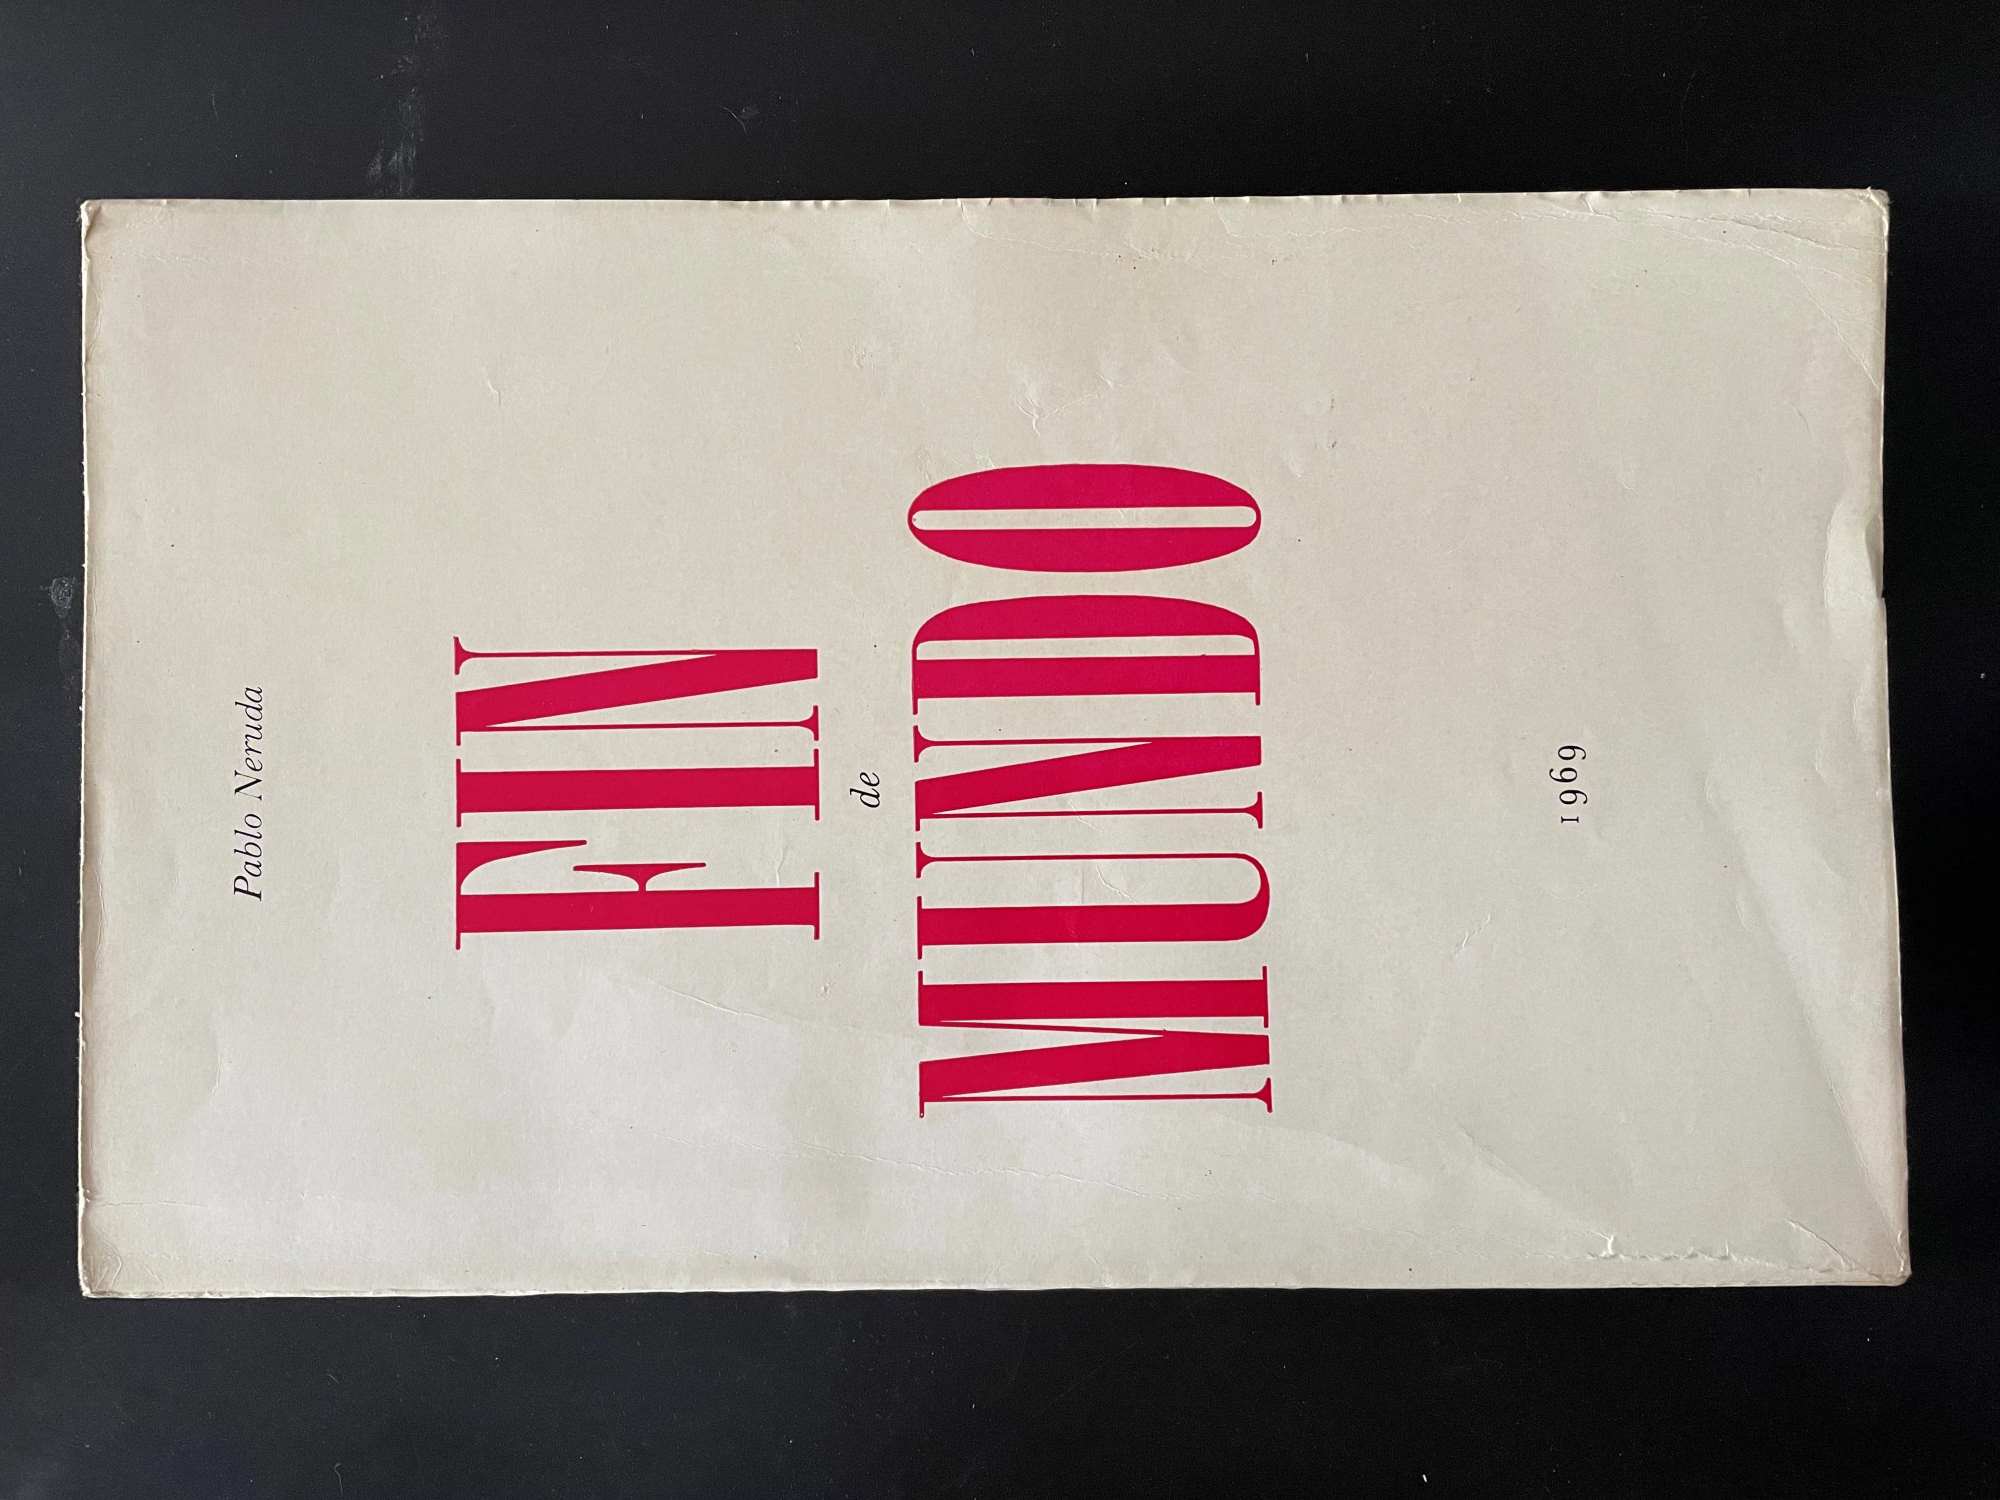 Pablo Neruda
FIN
de
MUNDO
1969